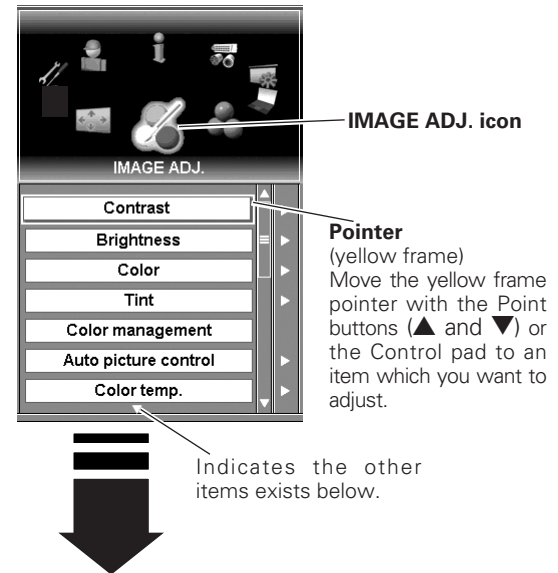 IMAGE ADJ. icon
IMAGE ADJ.
Contrast
Brightness
Color
Tint
Color management
Auto picture control
Color temp.
Pointer
(yellow frame)
Move the yellow frame
pointer with the Point
buttons (▲ and ▼) or
the Control pad to an
item which you want to
adjust.
Indicates the other
items exists below.